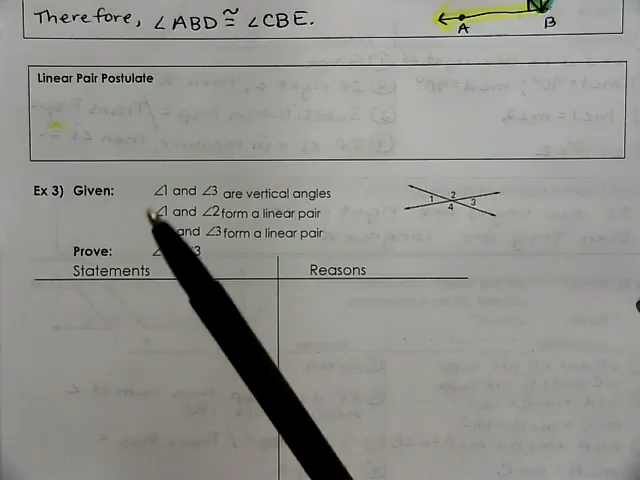 Therefore, ∠ABD ≅ ∠CBE.
A B
Linear Pair Postulate
Ex 3) Given: ∠1 and ∠3 are vertical angles
1 2 3 4
∠1 and ∠2 form a linear pair
and ∠3 form a linear pair
Prove: ∠ 3
Statements Reasons